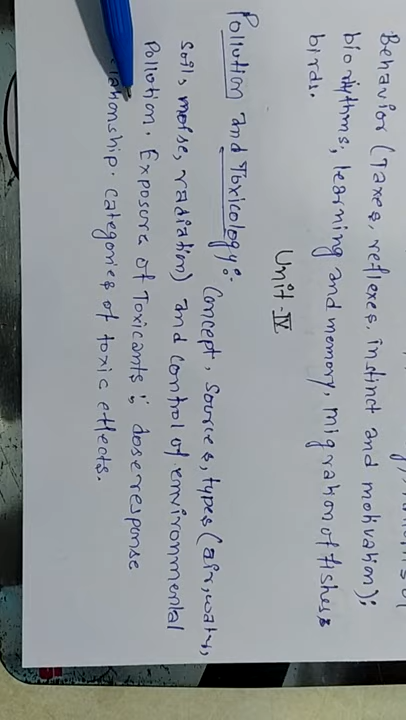 Behavior (Taxes, reflexes, instinct and motivation);
biorhythms, learning and memory, migration of fishes &
birds.
Unit-IV
Pollution and Toxicology:- Concept, Sources, types (air, water,
soil, noise, radiation) and control of environmental
Pollution. Exposure of Toxicants; dose response
lationship. Categories of toxic effects.